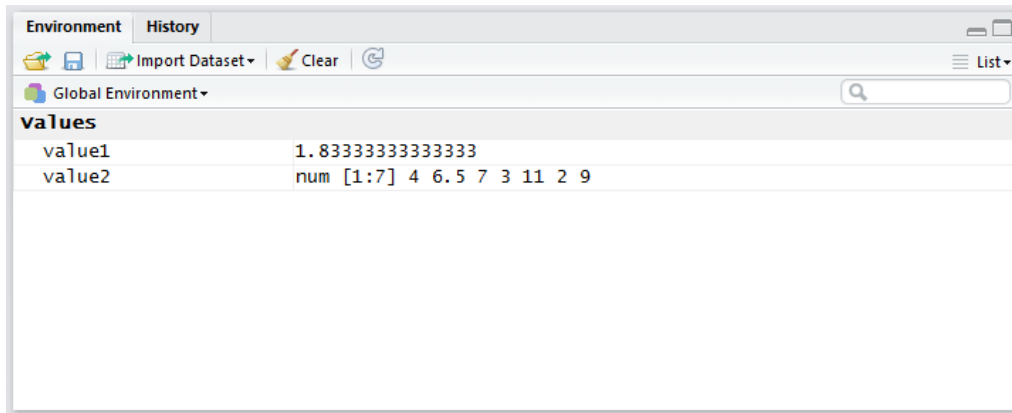 Environment History
Import Dataset Clear List
Global Environment
Values
value1 1.83333333333333
value2 num [1:7] 4 6.5 7 3 11 2 9